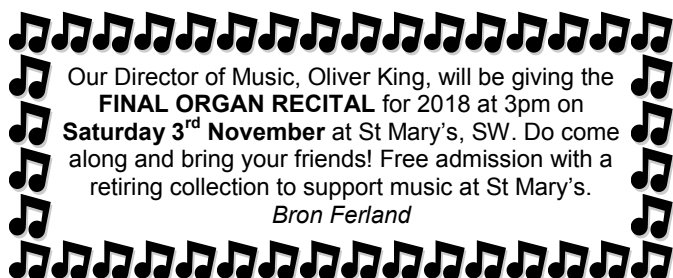 Our Director of Music, Oliver King, will be giving the
FINAL ORGAN RECITAL for 2018 at 3pm on
Saturday 3rd November at St Mary's, SW. Do come
along and bring your friends! Free admission with a
retiring collection to support music at St Mary's.
Bron Ferland